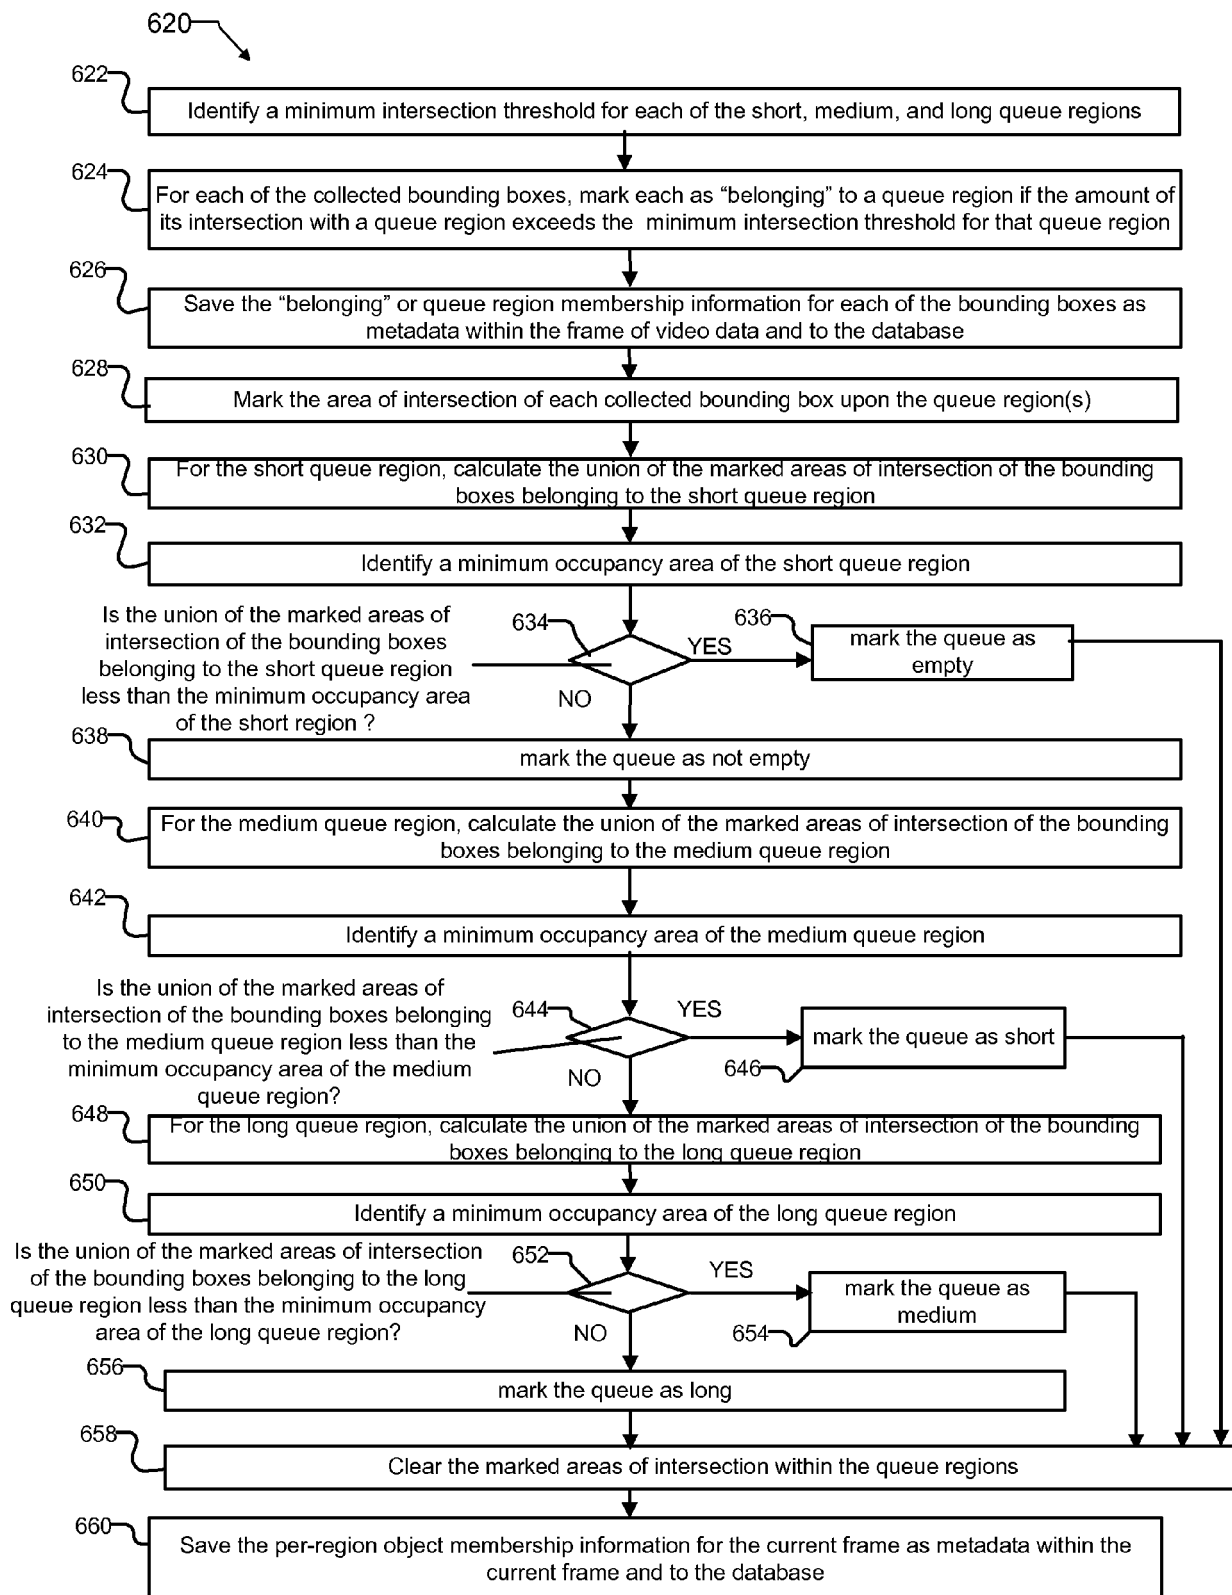 620
622
Identify a minimum intersection threshold for each of the short, medium, and long queue regions
624
For each of the collected bounding boxes, mark each as “belonging” to a queue region if the amount of
its intersection with a queue region exceeds the minimum intersection threshold for that queue region
626
Save the “belonging” or queue region membership information for each of the bounding boxes as
metadata within the frame of video data and to the database
628
Mark the area of intersection of each collected bounding box upon the queue region(s)
630
For the short queue region, calculate the union of the marked areas of intersection of the bounding
boxes belonging to the short queue region
632
Identify a minimum occupancy area of the short queue region
Is the union of the marked areas of
intersection of the bounding boxes
belonging to the short queue region
less than the minimum occupancy area
of the short region ?
634
YES
NO
636
mark the queue as
empty
638
mark the queue as not empty
640
For the medium queue region, calculate the union of the marked areas of intersection of the bounding
boxes belonging to the medium queue region
642
Identify a minimum occupancy area of the medium queue region
Is the union of the marked areas of
intersection of the bounding boxes belonging
to the medium queue region less than the
minimum occupancy area of the medium
queue region?
644
YES
NO
mark the queue as short
646
648
For the long queue region, calculate the union of the marked areas of intersection of the bounding
boxes belonging to the long queue region
650
Identify a minimum occupancy area of the long queue region
Is the union of the marked areas of intersection
of the bounding boxes belonging to the long
queue region less than the minimum occupancy
area of the long queue region?
652
YES
NO
mark the queue as
medium
654
656
mark the queue as long
658
Clear the marked areas of intersection within the queue regions
660
Save the per-region object membership information for the current frame as metadata within the
current frame and to the database